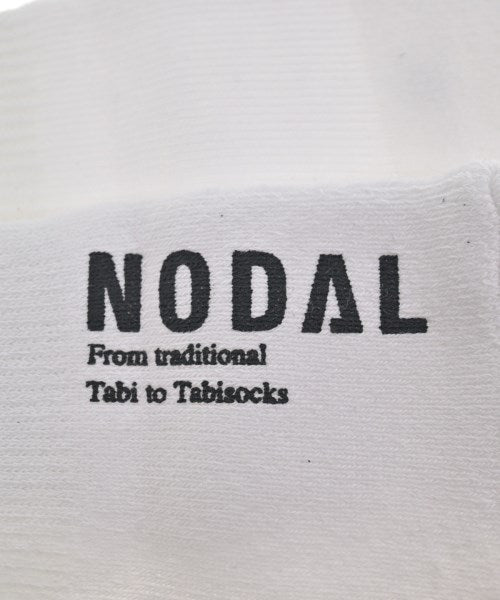 NODAL
From traditional
Tabi to Tabisocks